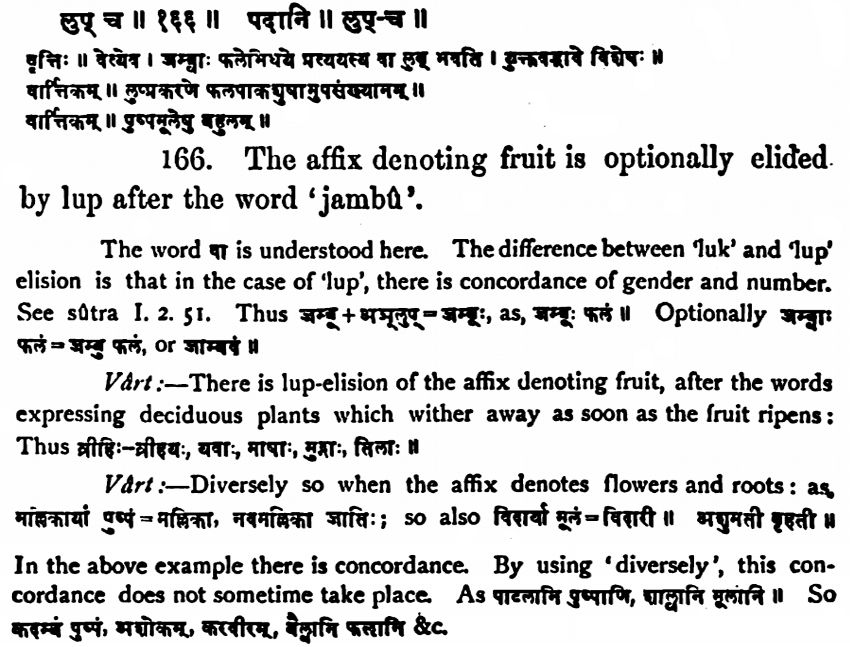 लुप् च ॥ १६६ ॥ पदानि ॥ लुप्-च ॥
वृत्तिः ॥ वेत्येव । जम्ब्वाः फलेभिधेये प्रत्ययस्य वा लुब् भवति । युक्तवद्भावे विशेषः ॥
वार्त्तिकम् ॥ लुप्प्रकरणे फलपाकशुषामुपसंख्यानम् ॥
वार्त्तिकम् ॥ पुष्पमूलेषु बहुलम् ॥
166. The affix denoting fruit is optionally elided
by lup after the word 'jambû'.
The word वा is understood here. The difference between 'luk' and 'lup'
elision is that in the case of 'lup', there is concordance of gender and number.
See sûtra I. 2. 51. Thus जम्बू + अञ्लुप् = जम्बूः, as, जम्बूः फलं ॥ Optionally जम्ब्वाः
फलं = जम्बु फलं, or जाम्बवं ॥
Vârt :—There is lup-elision of the affix denoting fruit, after the words
expressing deciduous plants which wither away as soon as the fruit ripens :
Thus व्रीहिः-व्रीहयः, यवाः, माषाः, मुद्गाः, तिलाः ॥
Vârt :—Diversely so when the affix denotes flowers and roots : as,
मल्लिकायां पुष्पं = मल्लिका, नवमल्लिका जातिः ; so also विदार्या मूलं = विदारी ॥ अंशुमती बृहती ॥
In the above example there is concordance. By using 'diversely', this con-
cordance does not sometime take place. As पाटलानि पुष्पाणि, शाल्वानि मूलानि ॥ So
कदम्बं पुष्पं, अशोकम्, करवीरम्, बैल्वानि फलानि &c.